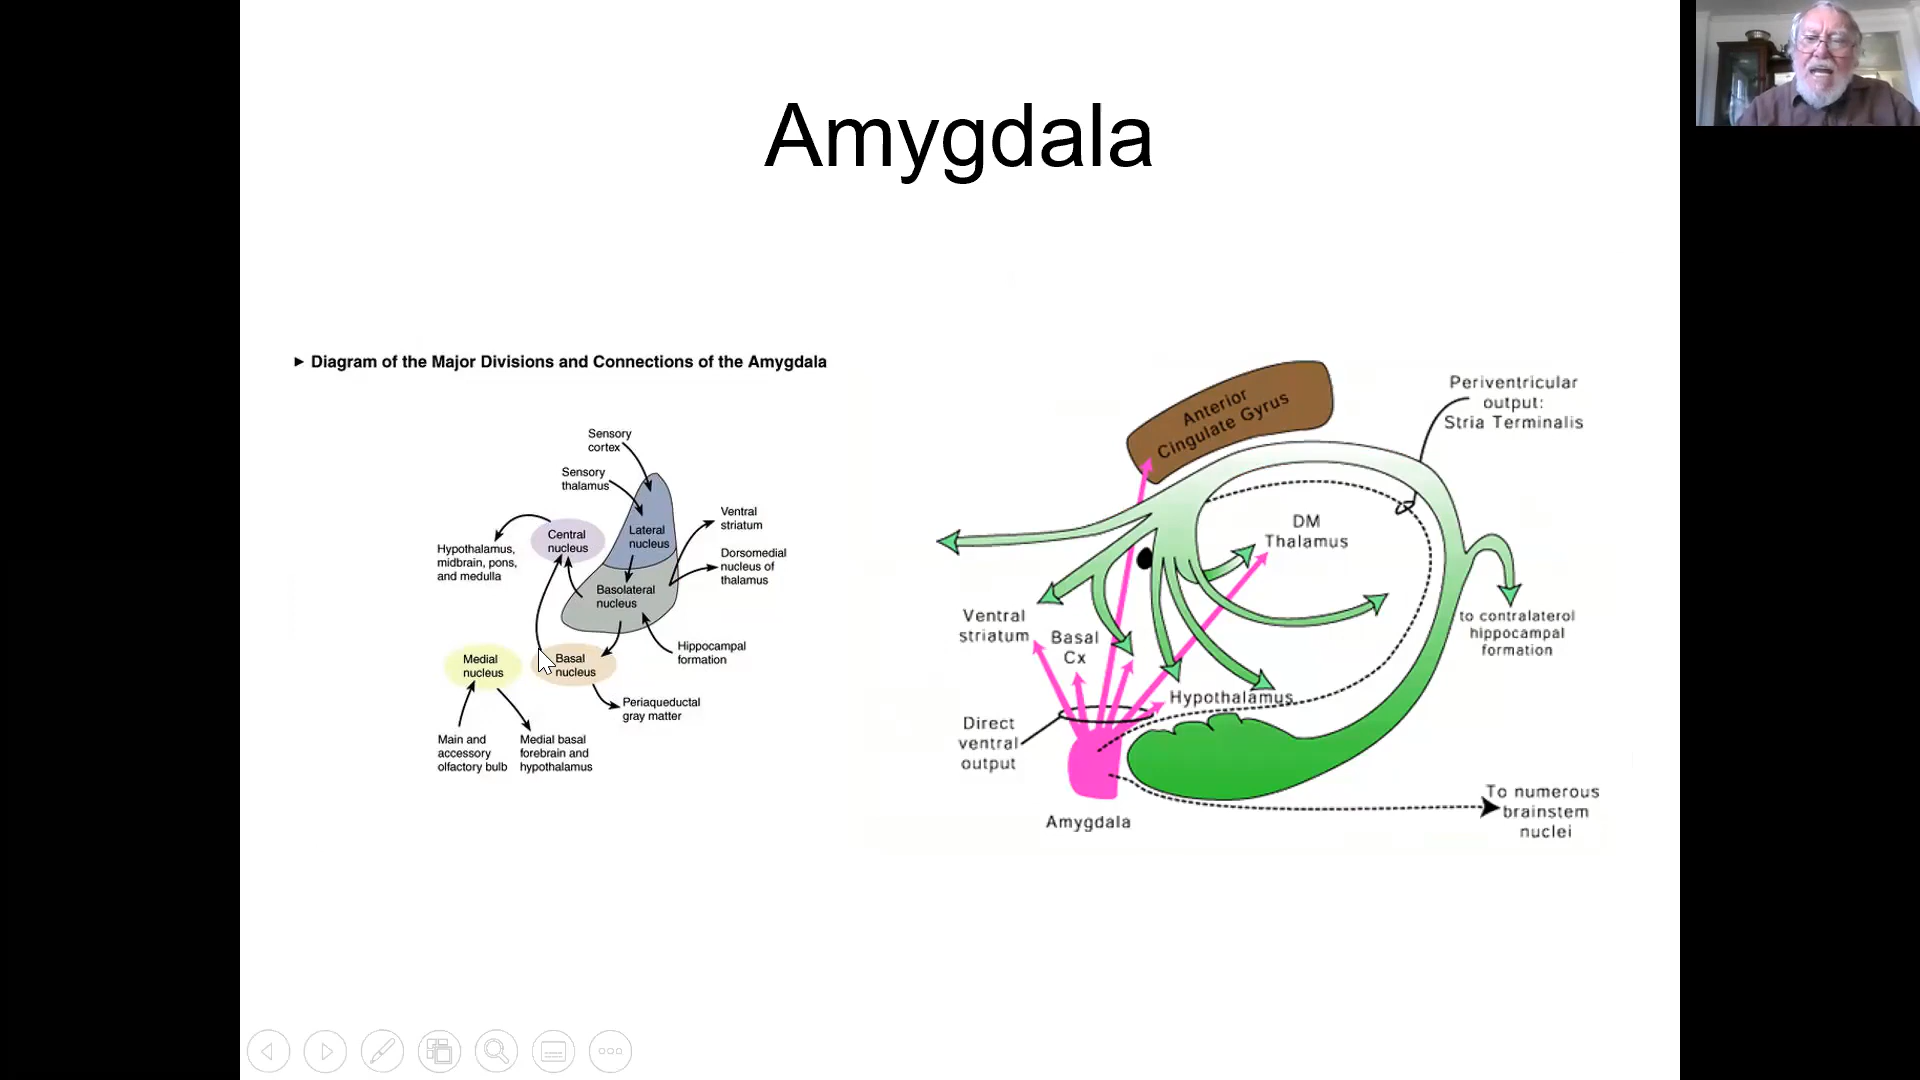 Amygdala
► Diagram of the Major Divisions and Connections of the Amygdala
Sensory
cortex
Sensory
thalamus
Central
nucleus
Lateral
nucleus
Ventral
striatum
Hypothalamus,
midbrain, pons,
and medulla
Dorsomedial
nucleus of
thalamus
Basolateral
nucleus
Hippocampal
formation
Medial
nucleus
Basal
nucleus
Periaqueductal
gray matter
Main and
accessory
olfactory bulb
Medial basal
forebrain and
hypothalamus
Anterior
Cingulate Gyrus
Periventricular
output:
Stria Terminalis
DM
Thalamus
Ventral
striatum
Basal
Cx
to contralaterol
hippocampal
formation
Hypothalamus
Direct
ventral
output
Amygdala
To numerous
brainstem
nuclei